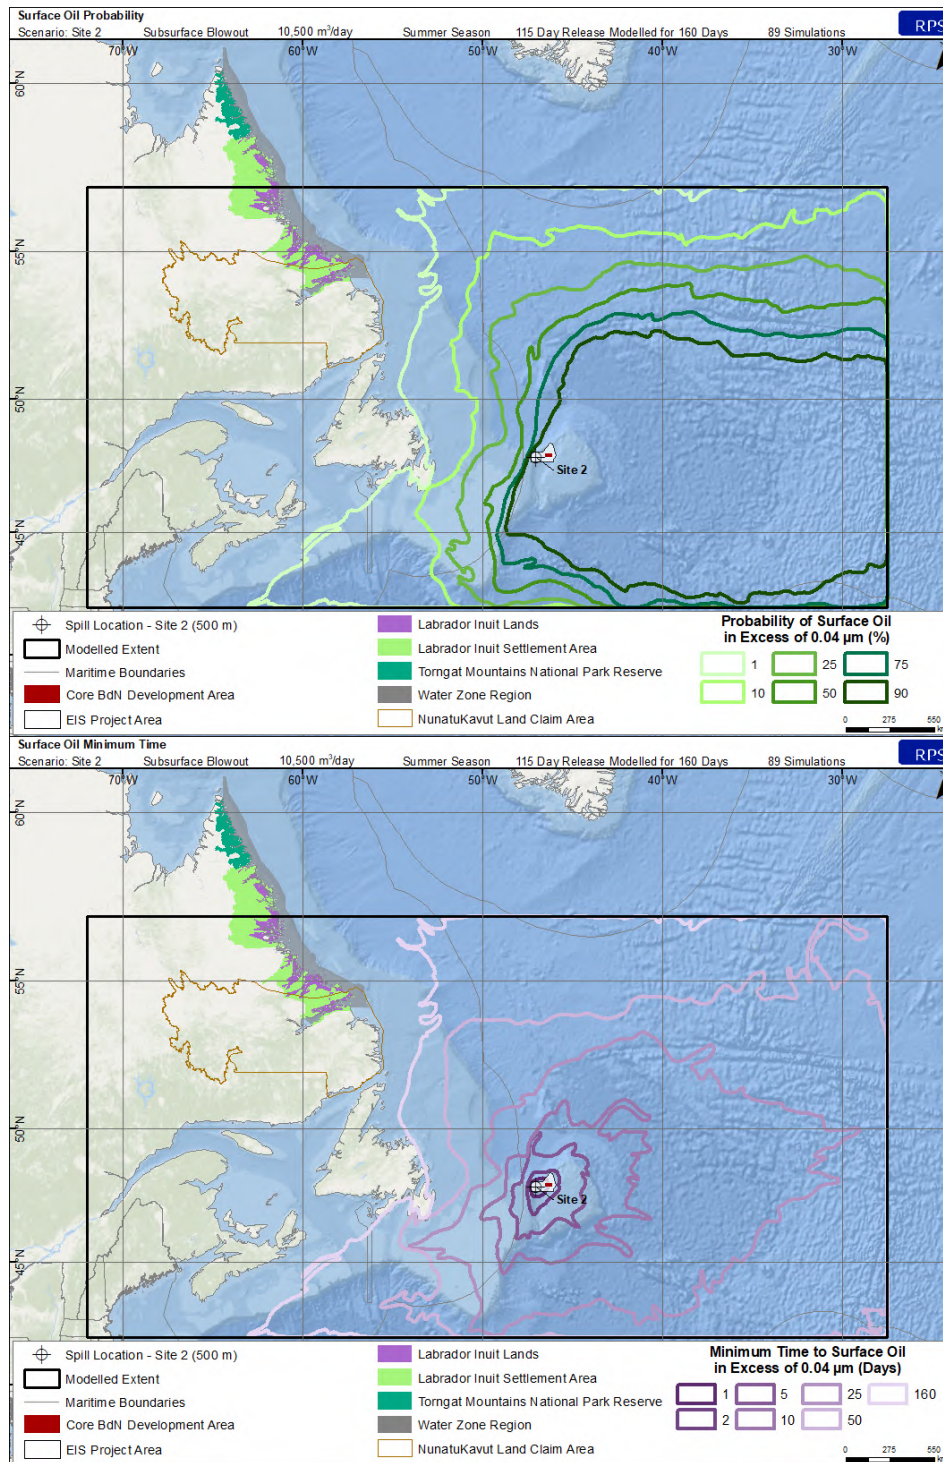 Surface Oil Probability
Scenario: Site 2 Subsurface Blowout 10,500 m³/day Summer Season 115 Day Release Modelled for 160 Days 89 Simulations
RPS
70°W 60°W 50°W 40°W 30°W
60°N
55°N
50°N
45°N
Site 2
Spill Location - Site 2 (500 m)
Modelled Extent
Maritime Boundaries
Core BdN Development Area
EIS Project Area
Labrador Inuit Lands
Labrador Inuit Settlement Area
Torngat Mountains National Park Reserve
Water Zone Region
NunatuKavut Land Claim Area
Probability of Surface Oil
in Excess of 0.04 µm (%)
1 25 75
10 50 90
0 275 550
km
Surface Oil Minimum Time
Scenario: Site 2 Subsurface Blowout 10,500 m³/day Summer Season 115 Day Release Modelled for 160 Days 89 Simulations
RPS
70°W 60°W 50°W 40°W 30°W
60°N
55°N
50°N
45°N
Site 2
Spill Location - Site 2 (500 m)
Modelled Extent
Maritime Boundaries
Core BdN Development Area
EIS Project Area
Labrador Inuit Lands
Labrador Inuit Settlement Area
Torngat Mountains National Park Reserve
Water Zone Region
NunatuKavut Land Claim Area
Minimum Time to Surface Oil
in Excess of 0.04 µm (Days)
1 5 25 160
2 10 50
0 275 550